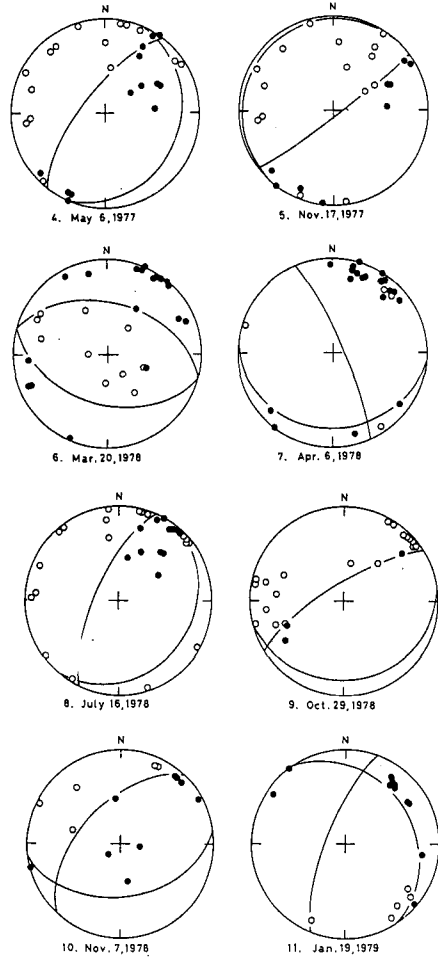 N
N
4. May 6, 1977
5. Nov. 17, 1977
N
N
6. Mar. 20, 1978
7. Apr. 6, 1978
N
N
8. July 16, 1978
9. Oct. 29, 1978
N
N
10. Nov. 7, 1978
11. Jan. 19, 1979